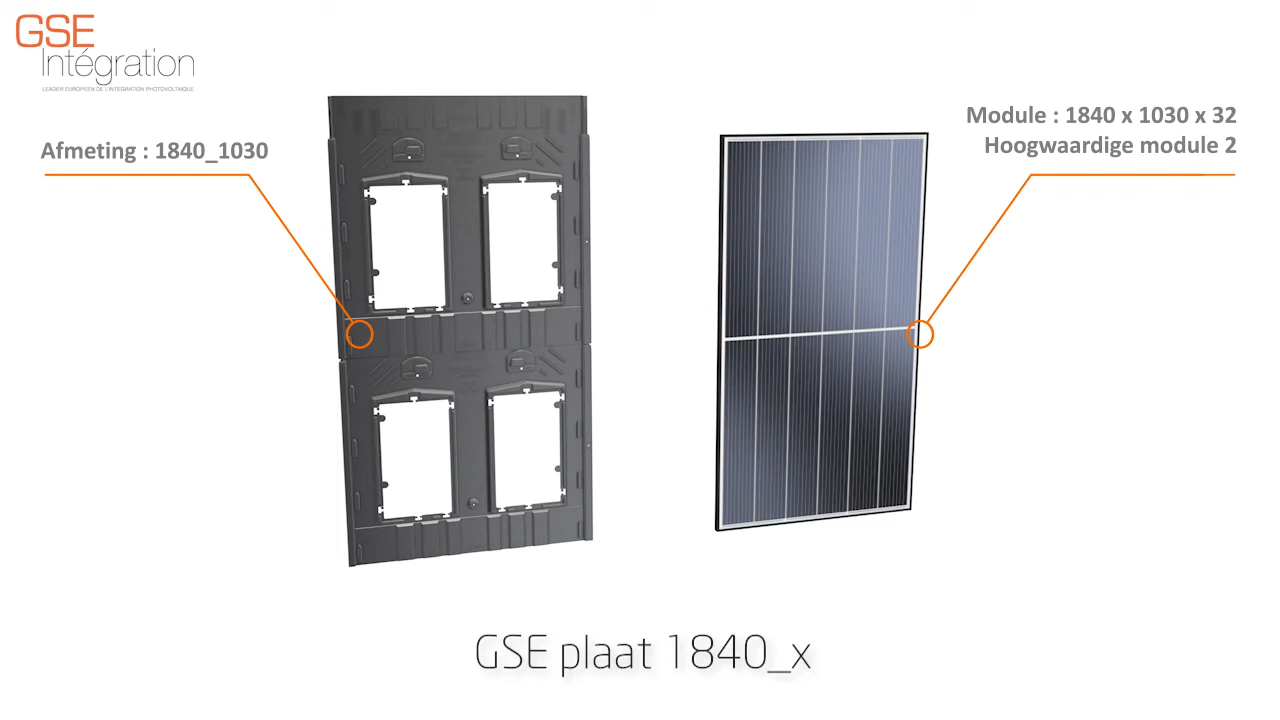 GSE
Intégration
LEADER EUROPEEN DE L'INTEGRATION PHOTOVOLTAIQUE
Module : 1840 x 1030 x 32
Hoogwaardige module 2
Afmeting : 1840_1030
GSE plaat 1840_x